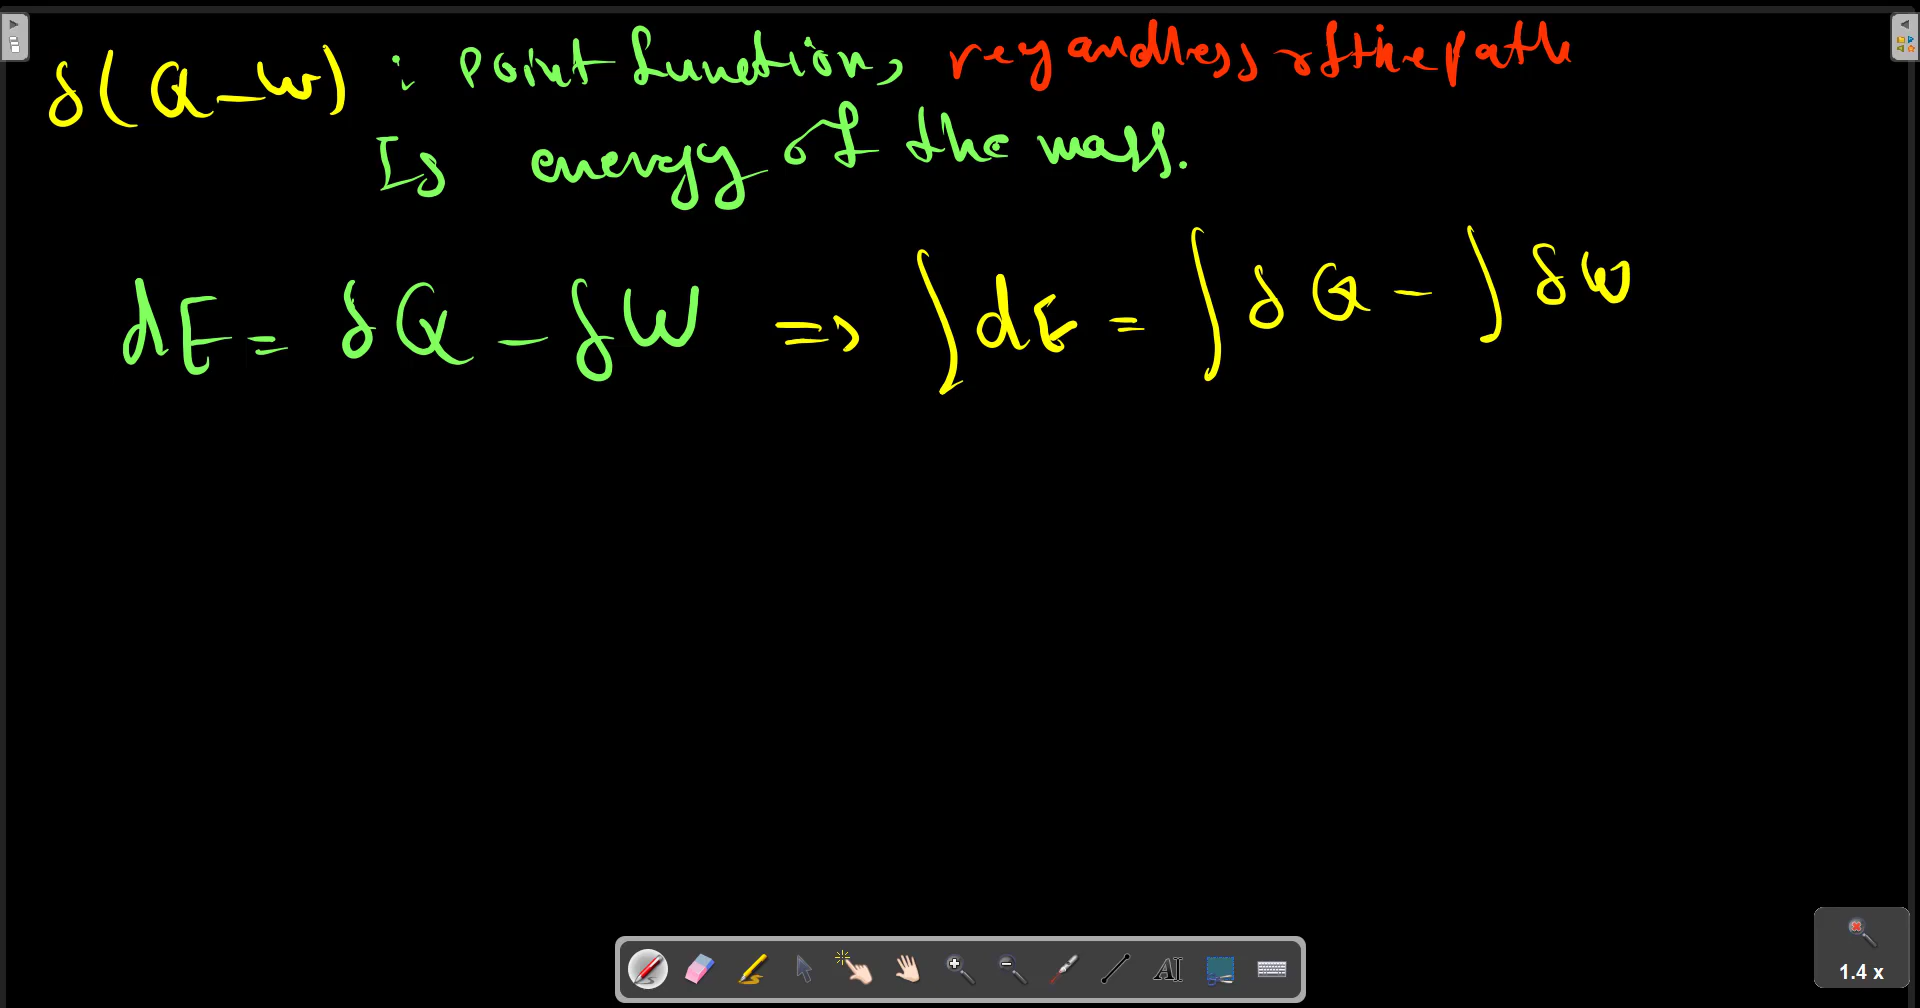 δ(Q-W) : Point function, regardless of the path
Is energy of the mass.
dE = δQ - δW => ∫dE = ∫δQ - ∫δW
AI
1.4 x